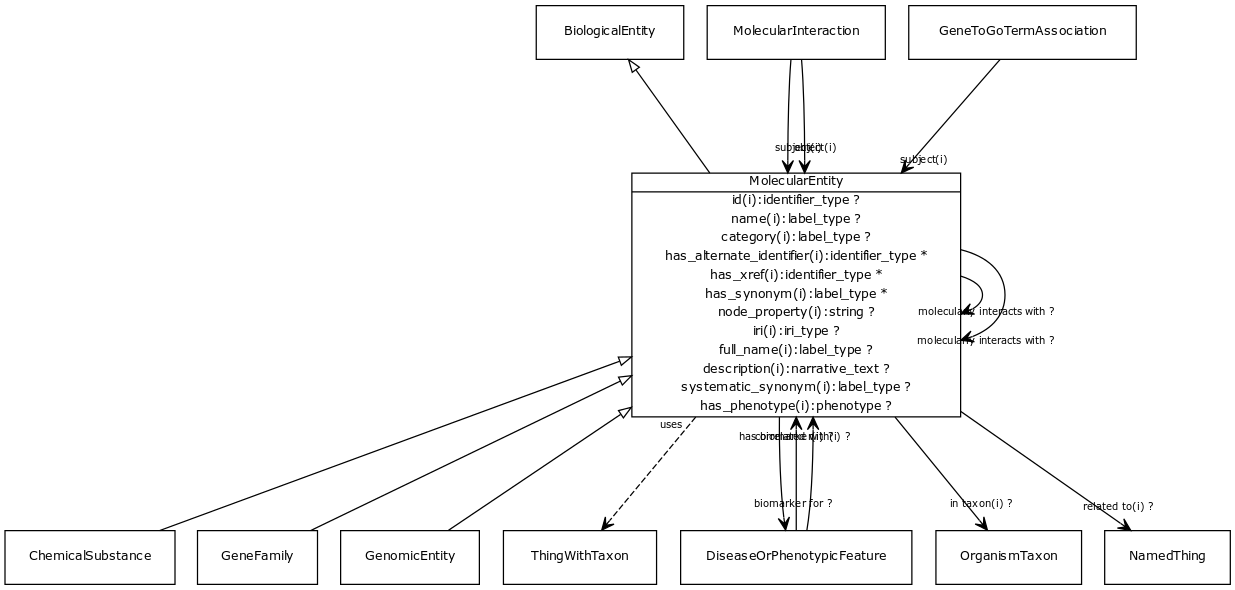 BiologicalEntity
MolecularInteraction
GeneToGoTermAssociation
subject(i)
object(i)
subject(i)
MolecularEntity
id(i):identifier_type ?
name(i):label_type ?
category(i):label_type ?
has_alternate_identifier(i):identifier_type *
has_xref(i):identifier_type *
has_synonym(i):label_type *
node_property(i):string ?
iri(i):iri_type ?
full_name(i):label_type ?
description(i):narrative_text ?
systematic_synonym(i):label_type ?
has_phenotype(i):phenotype ?
molecularly interacts with ?
molecularly interacts with ?
uses
has biomarker(i) ?
correlated with(i) ?
biomarker for ?
in taxon(i) ?
related to(i) ?
ChemicalSubstance
GeneFamily
GenomicEntity
ThingWithTaxon
DiseaseOrPhenotypicFeature
OrganismTaxon
NamedThing